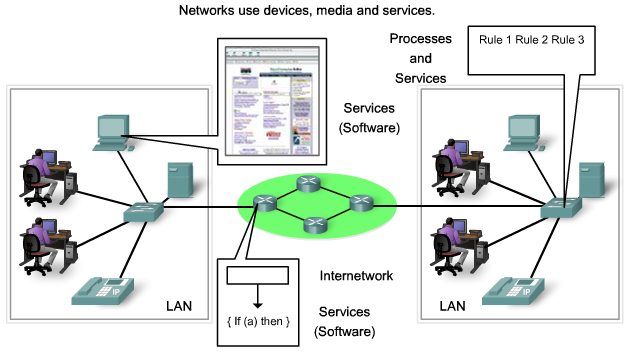 Networks use devices, media and services.
Processes
and
Services
Rule 1 Rule 2 Rule 3
Services
(Software)
Internetwork
Services
(Software)
{ If (a) then }
LAN
LAN
IP
IP